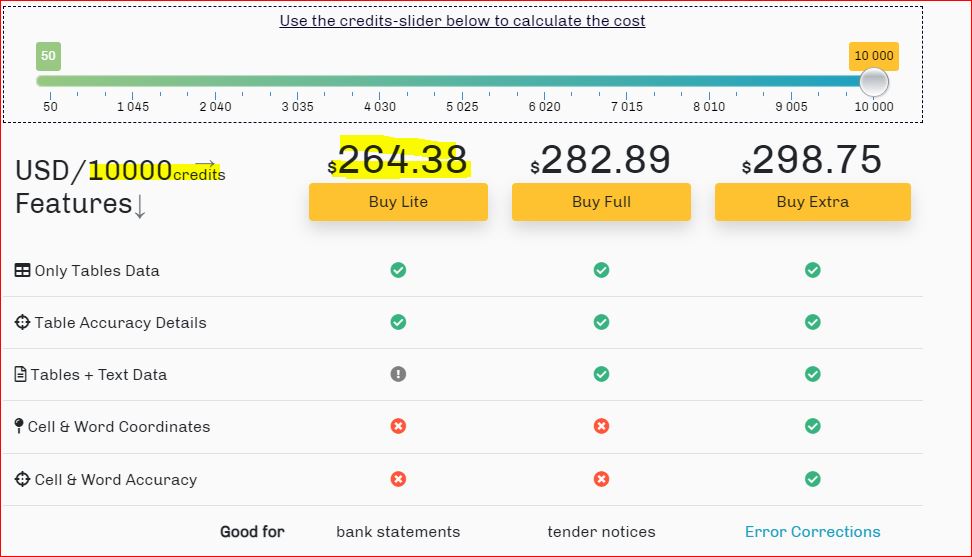 Use the credits-slider below to calculate the cost
50 10 000
50 1 045 2 040 3 035 4 030 5 025 6 020 7 015 8 010 9 005 10 000
USD/10000credits→ $264.38 $282.89 $298.75
Features↓ Buy Lite Buy Full Buy Extra
Only Tables Data
Table Accuracy Details
Tables + Text Data
Cell & Word Coordinates
Cell & Word Accuracy
Good for bank statements tender notices Error Corrections